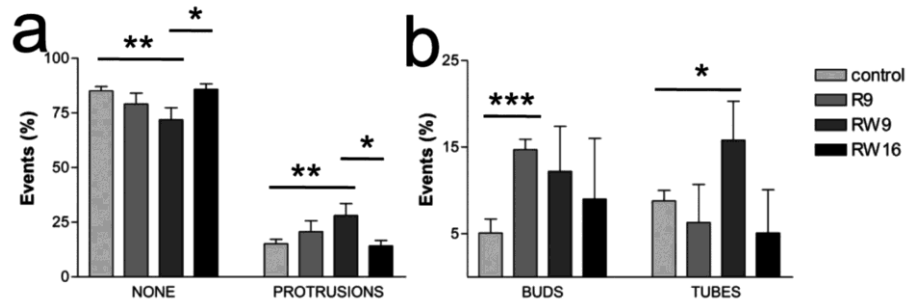 a
**
*
100
75
50
25
0
Events (%)
**
*
NONE
PROTRUSIONS
b
25
15
5
Events (%)
***
*
BUDS
TUBES
control
R9
RW9
RW16